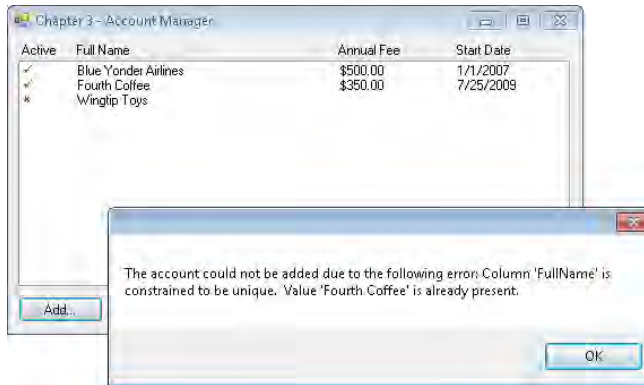 Chapter 3 - Account Manager
Active Full Name Annual Fee Start Date
Blue Yonder Airlines $500.00 1/1/2007
Fourth Coffee $350.00 7/25/2009
Wingtip Toys
The account could not be added due to the following error: Column 'FullName' is
constrained to be unique. Value 'Fourth Coffee' is already present.
Add...
OK